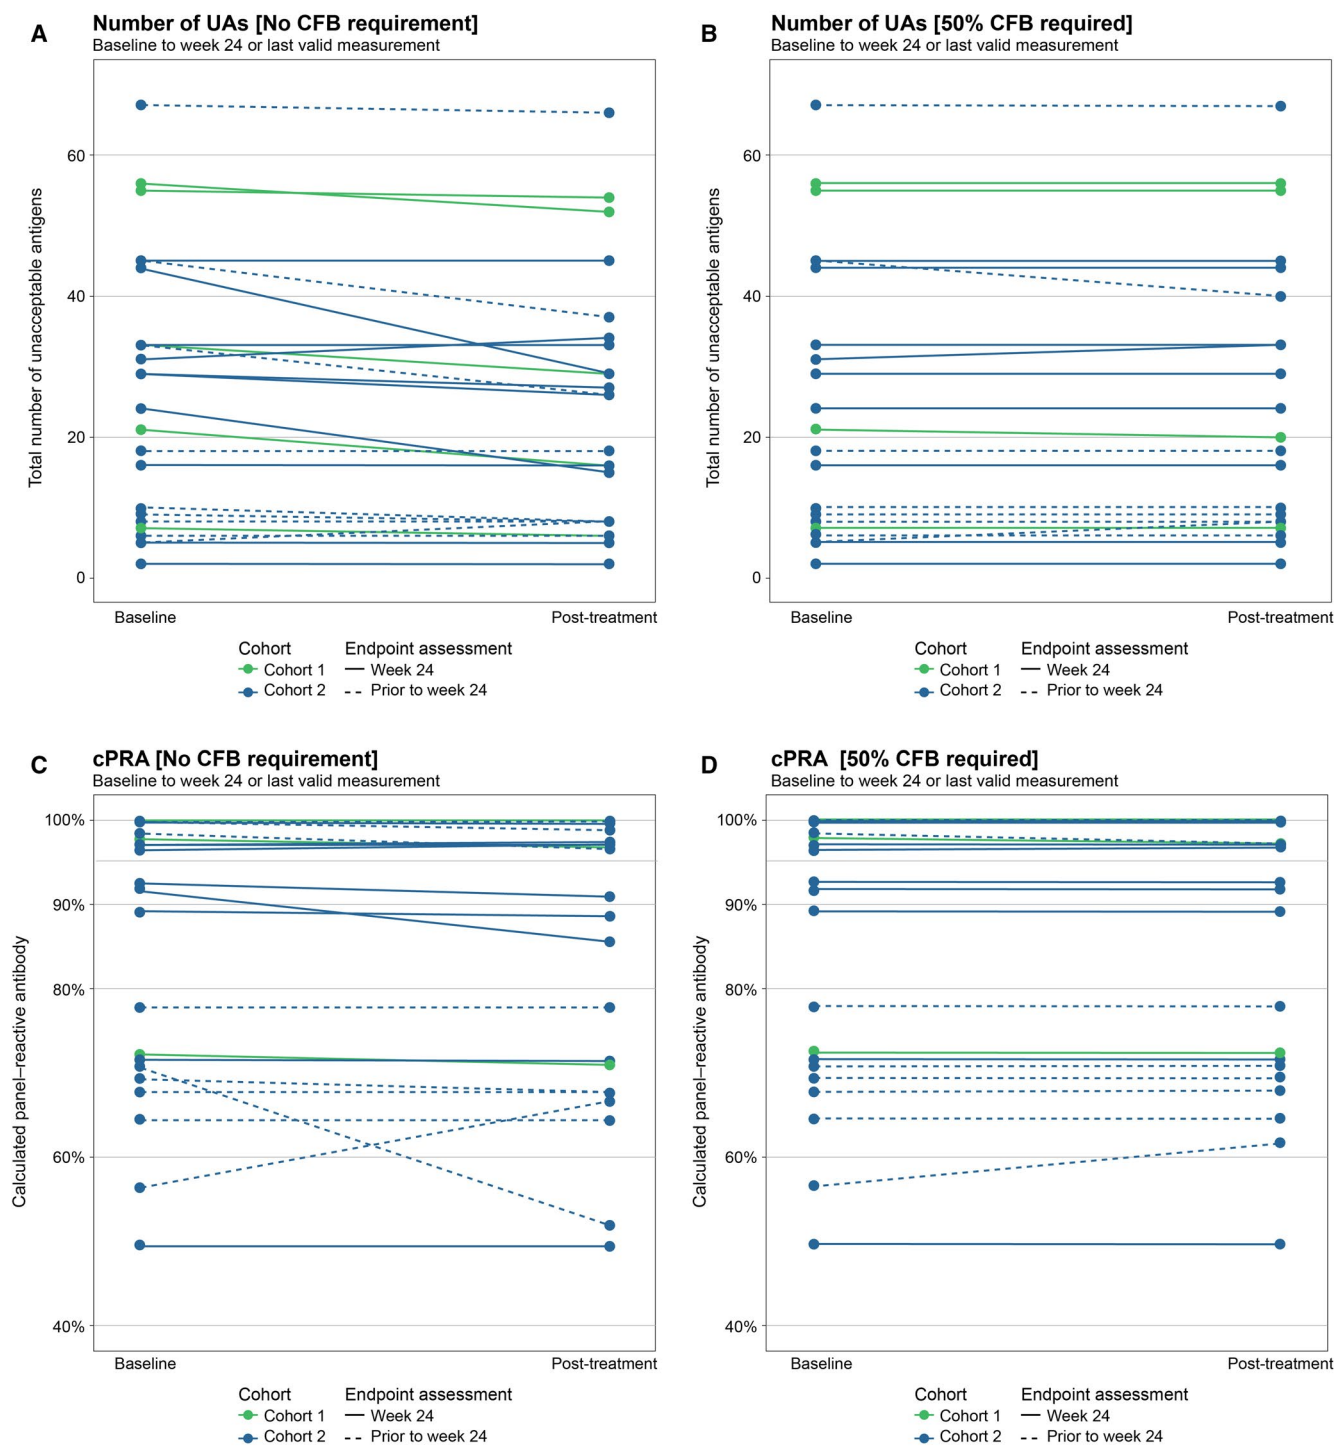 A
Number of UAs [No CFB requirement]
Baseline to week 24 or last valid measurement
Total number of unacceptable antigens
60
40
20
0
Baseline
Post-treatment
Cohort
Endpoint assessment
Cohort 1
Week 24
Cohort 2
Prior to week 24
B
Number of UAs [50% CFB required]
Baseline to week 24 or last valid measurement
Total number of unacceptable antigens
60
40
20
0
Baseline
Post-treatment
Cohort
Endpoint assessment
Cohort 1
Week 24
Cohort 2
Prior to week 24
C
cPRA [No CFB requirement]
Baseline to week 24 or last valid measurement
Calculated panel–reactive antibody
100%
90%
80%
60%
40%
Baseline
Post-treatment
Cohort
Endpoint assessment
Cohort 1
Week 24
Cohort 2
Prior to week 24
D
cPRA [50% CFB required]
Baseline to week 24 or last valid measurement
Calculated panel–reactive antibody
100%
90%
80%
60%
40%
Baseline
Post-treatment
Cohort
Endpoint assessment
Cohort 1
Week 24
Cohort 2
Prior to week 24